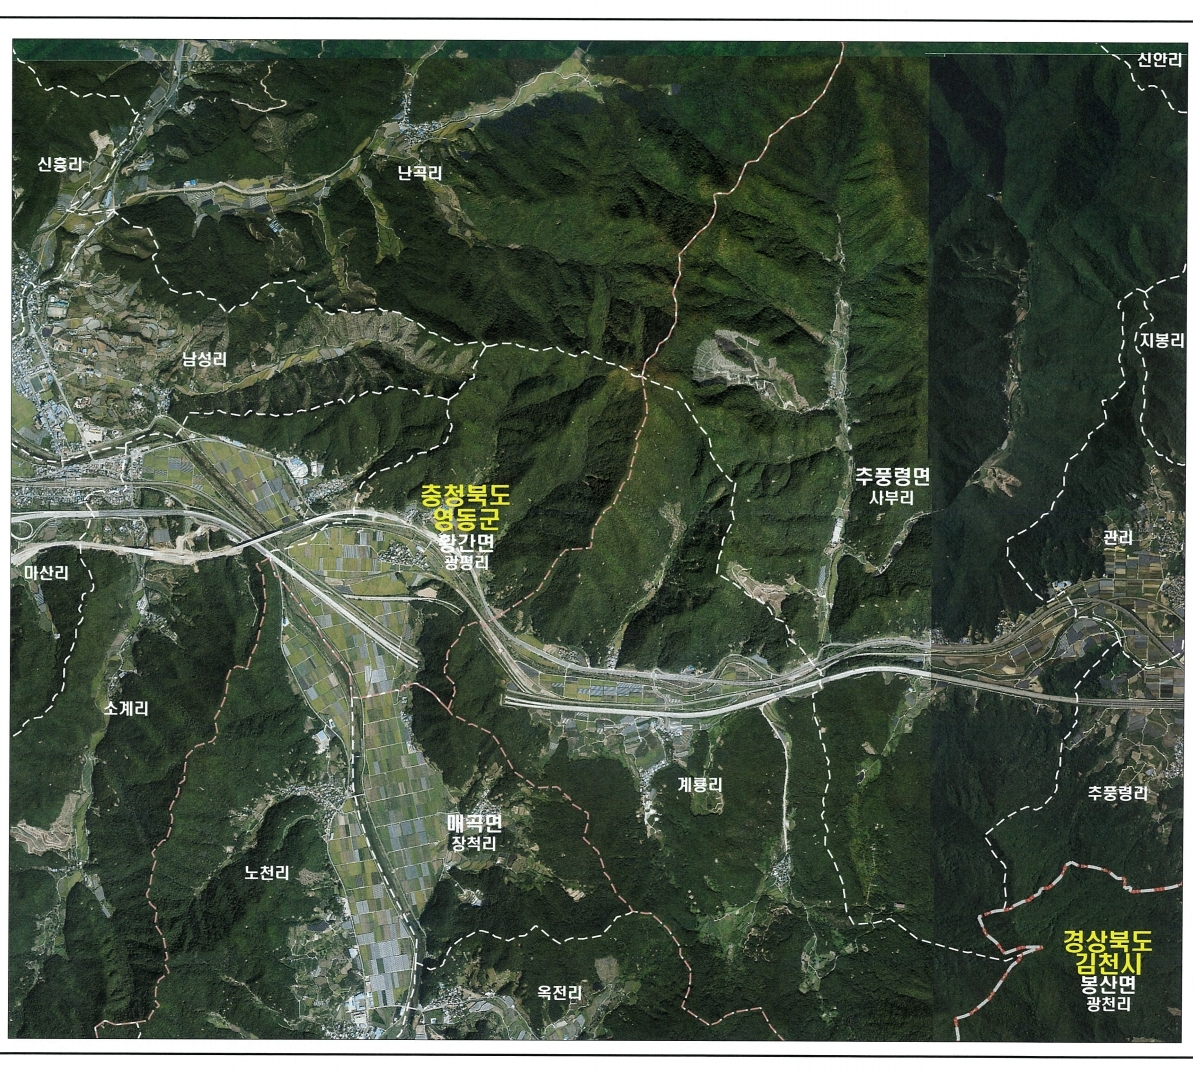 신안리
신흥리
난곡리
지봉리
남성리
추풍령면
사부리
충청북도
영동군
황간면
광평리
관리
마산리
소계리
계룡리
추풍령리
매곡면
장척리
노천리
경상북도
김천시
봉산면
광천리
옥전리